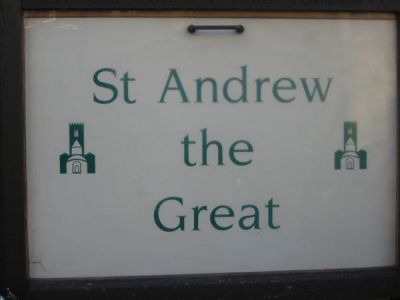 St Andrew
the
Great